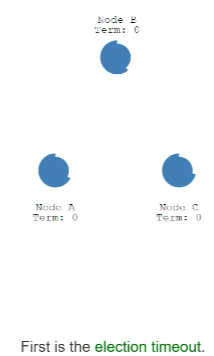 Node B
Term: 0
Node A
Term: 0
Node C
Term: 0
First is the election timeout.